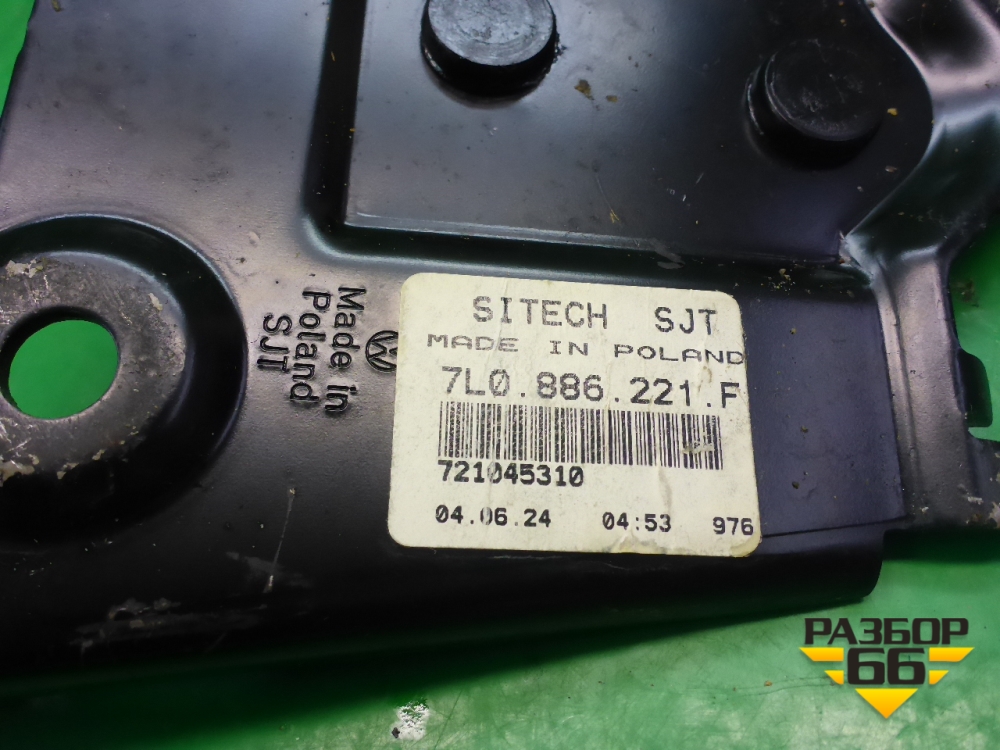 Made in
Poland
SJT
SITECH SJT
MADE IN POLAND
7L0.886.221.F
721045310
04.06.24 04:53 976
РАЗБОР
66